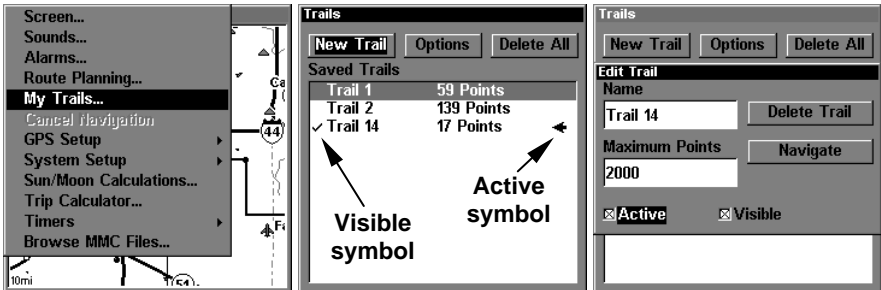 Screen...
Sounds...
Alarms...
Route Planning...
My Trails...
Cancel Navigation
GPS Setup
System Setup
Sun/Moon Calculations...
Trip Calculator...
Timers
Browse MMC Files...
Ca
44
Fa
10mi
(51)
Trails
New Trail Options Delete All
Saved Trails
Trail 1 59 Points
Trail 2 139 Points
Trail 14 17 Points
Visible symbol
Active symbol
Trails
New Trail Options Delete All
Edit Trail
Name
Trail 14 Delete Trail
Maximum Points
Navigate
2000
Active Visible